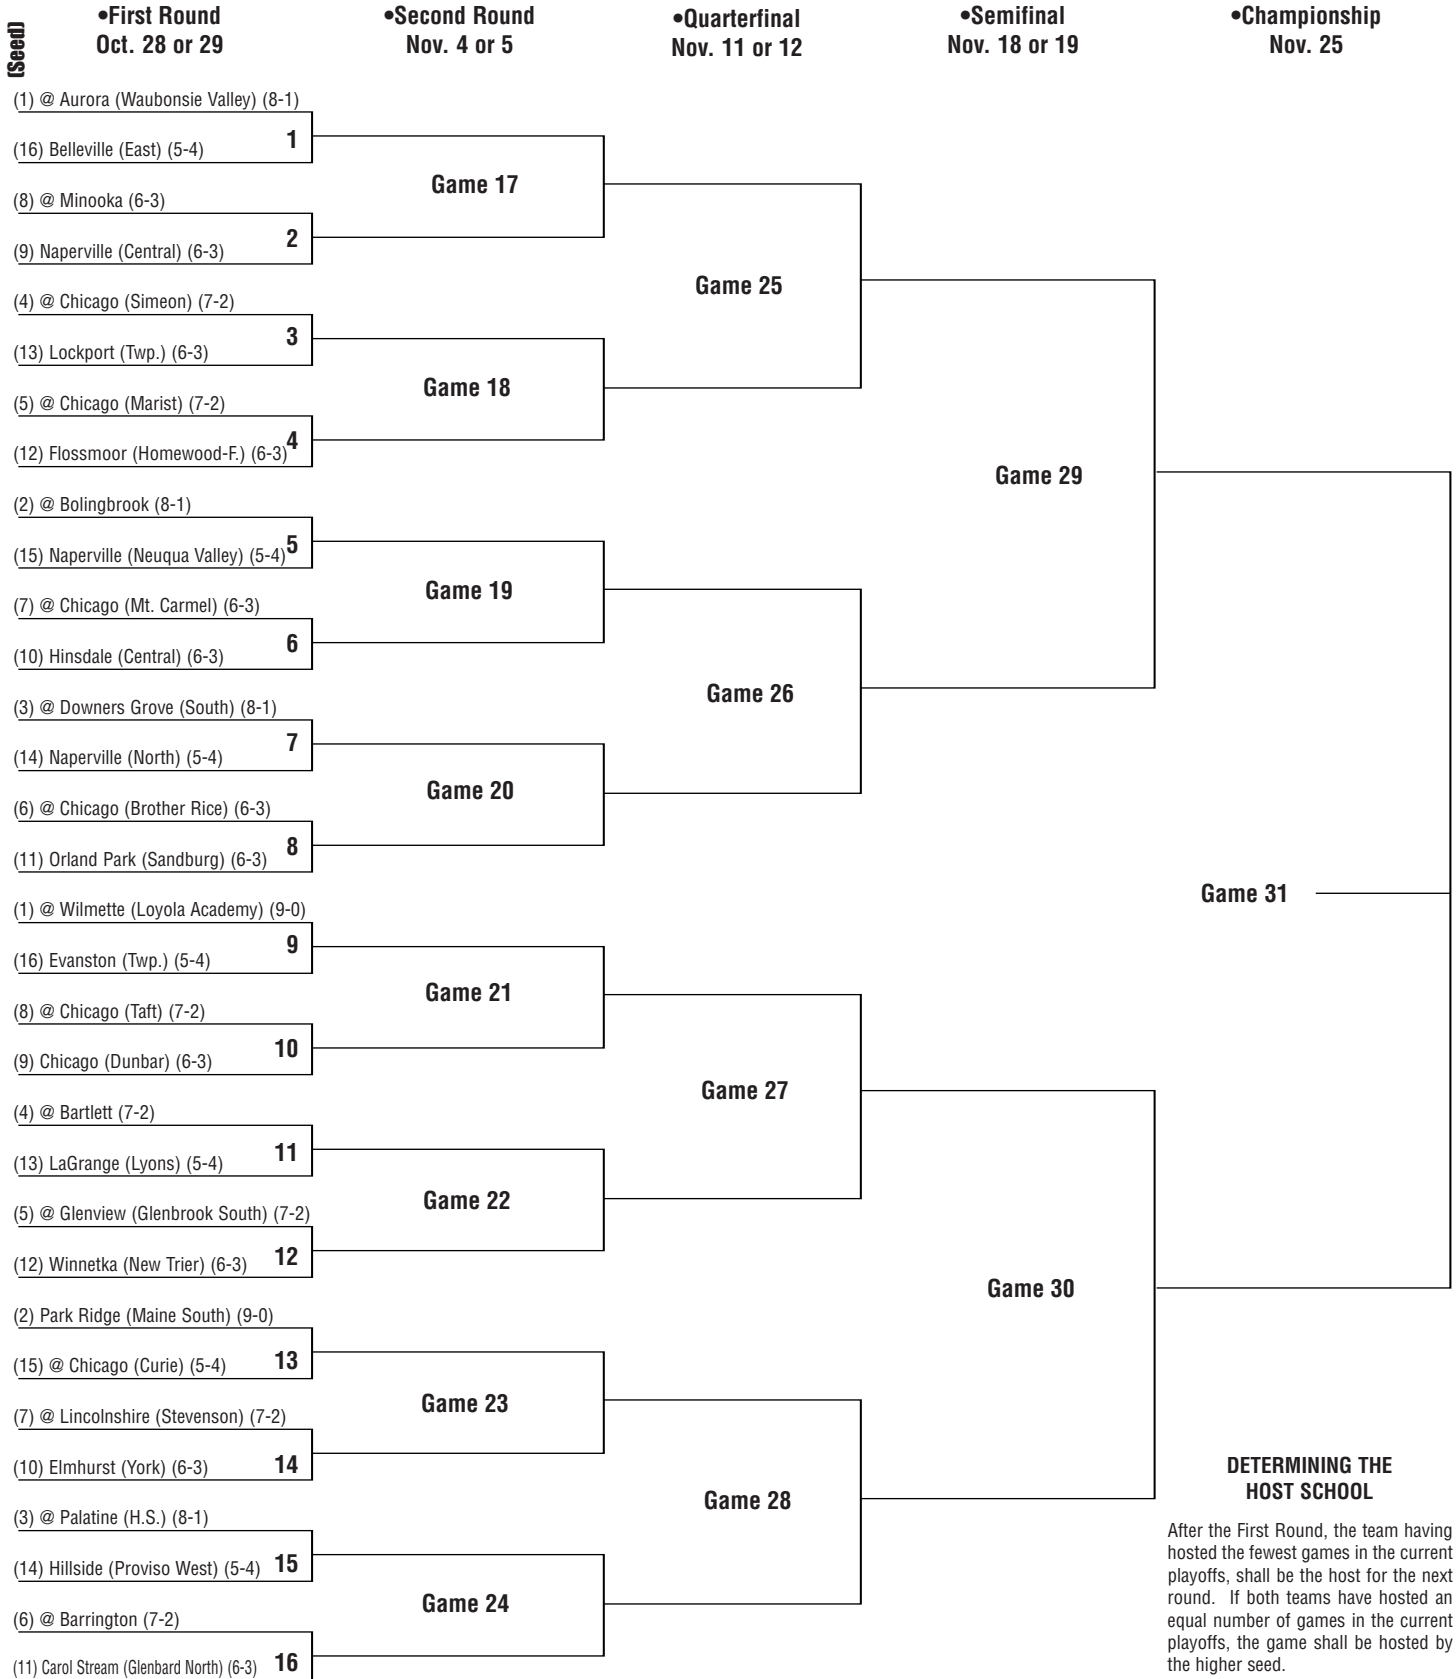 (Seed)
•First Round
Oct. 28 or 29
•Second Round
Nov. 4 or 5
•Quarterfinal
Nov. 11 or 12
•Semifinal
Nov. 18 or 19
•Championship
Nov. 25
(1) @ Aurora (Waubonsie Valley) (8-1)
1
(16) Belleville (East) (5-4)
Game 17
(8) @ Minooka (6-3)
2
(9) Naperville (Central) (6-3)
Game 25
(4) @ Chicago (Simeon) (7-2)
3
(13) Lockport (Twp.) (6-3)
Game 18
(5) @ Chicago (Marist) (7-2)
4
(12) Flossmoor (Homewood-F.) (6-3)
Game 29
(2) @ Bolingbrook (8-1)
5
(15) Naperville (Neuqua Valley) (5-4)
Game 19
(7) @ Chicago (Mt. Carmel) (6-3)
6
(10) Hinsdale (Central) (6-3)
Game 26
(3) @ Downers Grove (South) (8-1)
7
(14) Naperville (North) (5-4)
Game 20
(6) @ Chicago (Brother Rice) (6-3)
8
(11) Orland Park (Sandburg) (6-3)
Game 31
(1) @ Wilmette (Loyola Academy) (9-0)
9
(16) Evanston (Twp.) (5-4)
Game 21
(8) @ Chicago (Taft) (7-2)
10
(9) Chicago (Dunbar) (6-3)
Game 27
(4) @ Bartlett (7-2)
11
(13) LaGrange (Lyons) (5-4)
Game 22
(5) @ Glenview (Glenbrook South) (7-2)
12
(12) Winnetka (New Trier) (6-3)
Game 30
(2) Park Ridge (Maine South) (9-0)
13
(15) @ Chicago (Curie) (5-4)
Game 23
(7) @ Lincolnshire (Stevenson) (7-2)
14
(10) Elmhurst (York) (6-3)
Game 28
(3) @ Palatine (H.S.) (8-1)
15
(14) Hillside (Proviso West) (5-4)
Game 24
(6) @ Barrington (7-2)
16
(11) Carol Stream (Glenbard North) (6-3)
DETERMINING THE
HOST SCHOOL
After the First Round, the team having
hosted the fewest games in the current
playoffs, shall be the host for the next
round. If both teams have hosted an
equal number of games in the current
playoffs, the game shall be hosted by
the higher seed.